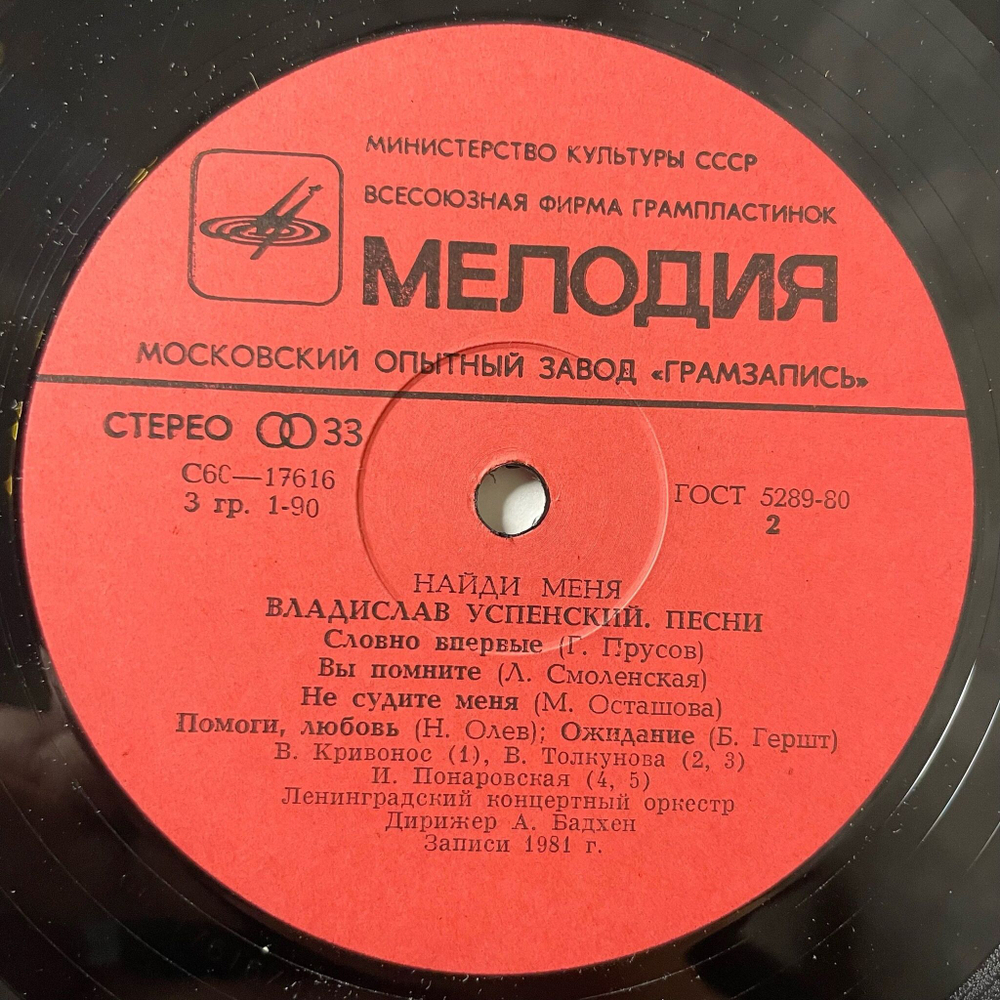 МИНИСТЕРСТВО КУЛЬТУРЫ СССР
ВСЕСОЮЗНАЯ ФИРМА ГРАМПЛАСТИНОК
МЕЛОДИЯ
МОСКОВСКИЙ ОПЫТНЫЙ ЗАВОД «ГРАМЗАПИСЬ»
СТЕРЕО 33
С60—17616
3 гр. 1-90
ГОСТ 5289-80
2
НАЙДИ МЕНЯ
ВЛАДИСЛАВ УСПЕНСКИЙ. ПЕСНИ
Словно впервые (Г. Прусов)
Вы помните (Л. Смоленская)
Не судите меня (М. Осташова)
Помоги, любовь (Н. Олев); Ожидание (Б. Гершт)
В. Кривонос (1), В. Толкунова (2, 3)
И. Понаровская (4, 5)
Ленинградский концертный оркестр
Дирижер А. Бадхен
Записи 1981 г.